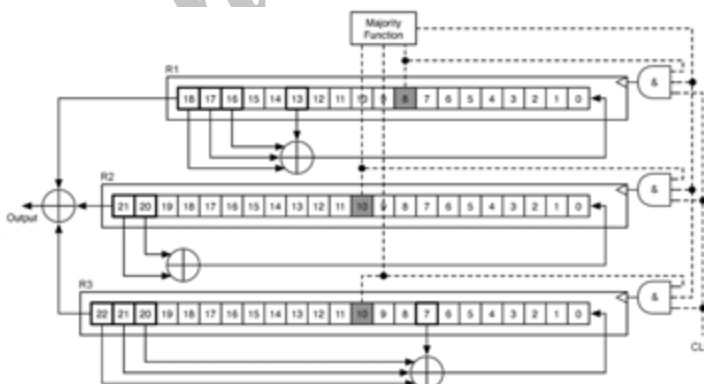 Majority
Function
R1
18 17 16 15 14 13 12 11 10 9 8 7 6 5 4 3 2 1 0
&
R2
21 20 19 18 17 16 15 14 13 12 11 10 9 8 7 6 5 4 3 2 1 0
&
Output
R3
22 21 20 19 18 17 16 15 14 13 12 11 10 9 8 7 6 5 4 3 2 1 0
&
CL